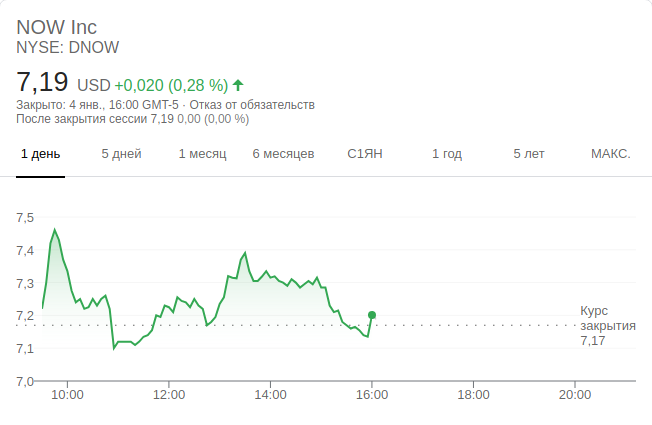 NOW Inc
NYSE: DNOW
7,19 USD +0,020 (0,28 %)
Закрыто: 4 янв., 16:00 GMT-5 · Отказ от обязательств
После закрытия сессии 7,19 0,00 (0,00 %)
1 день 5 дней 1 месяц 6 месяцев С1ЯН 1 год 5 лет МАКС.
7,5
7,4
7,3
7,2
7,1
7,0
Курс
закрытия
7,17
10:00 12:00 14:00 16:00 18:00 20:00